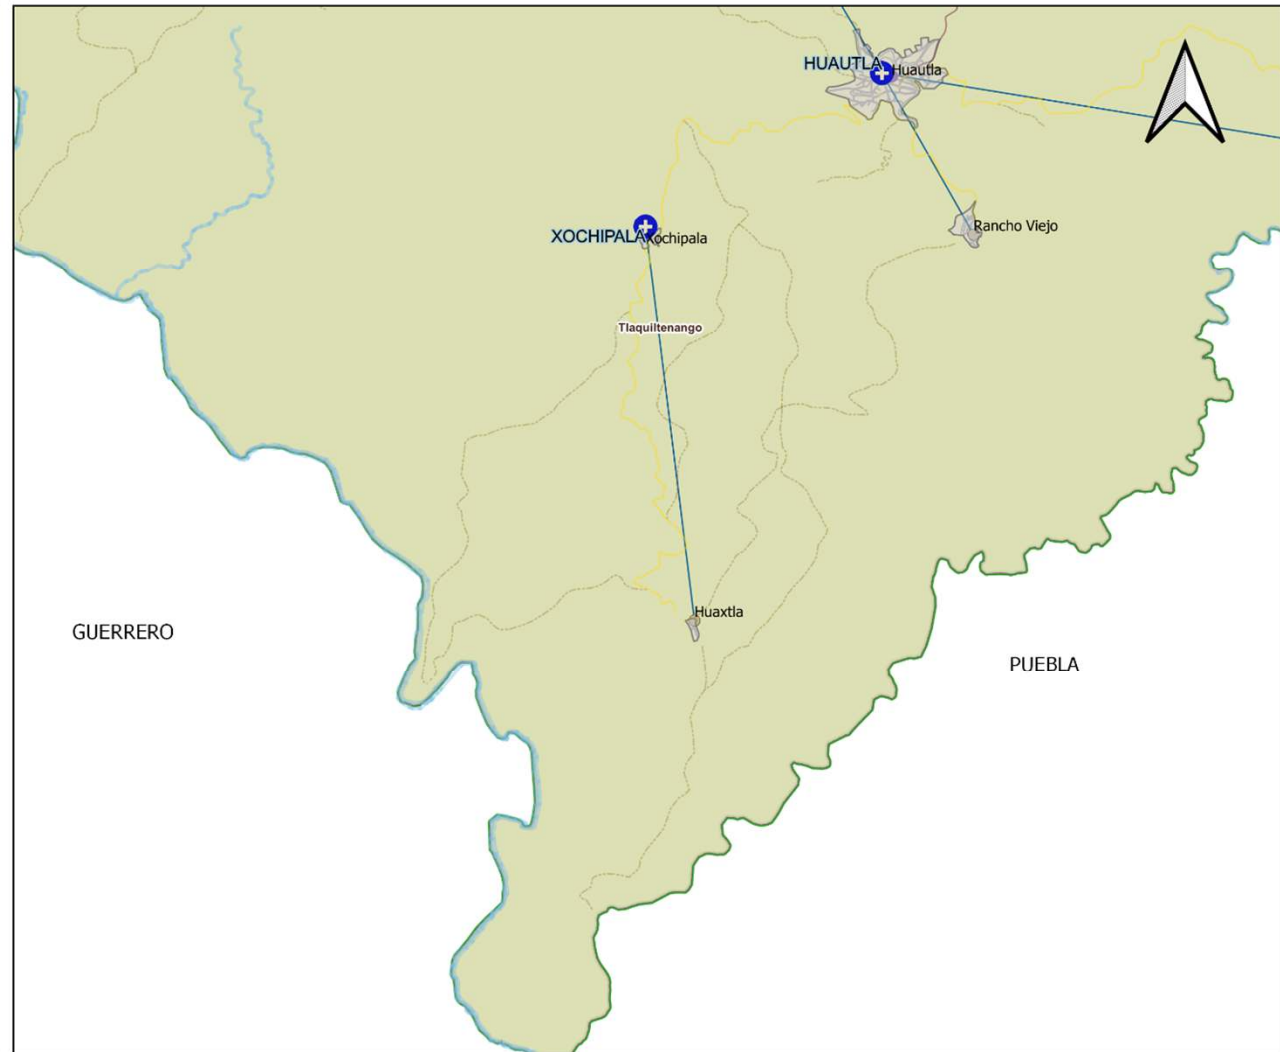 HUAUTLA
Huautla
XOCHIPALA
Xochipala
Rancho Viejo
Tlaquiltenango
Huaxtla
GUERRERO
PUEBLA